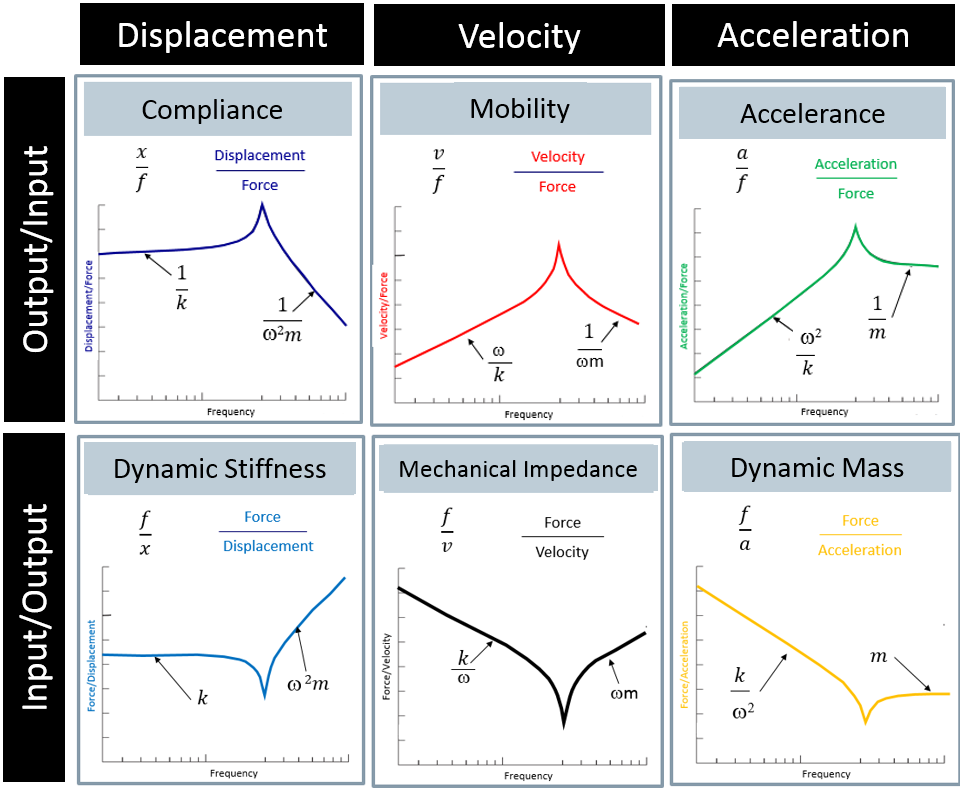 Displacement
Velocity
Acceleration
Output/Input
Compliance
x/f
Displacement
Force
Displacement/Force
1/k
1/ω²m
Frequency
Mobility
v/f
Velocity
Force
Velocity/Force
ω/k
1/ωm
Frequency
Accelerance
a/f
Acceleration
Force
Acceleration/Force
ω²/k
1/m
Frequency
Input/Output
Dynamic Stiffness
f/x
Force
Displacement
Force/Displacement
k
ω²m
Frequency
Mechanical Impedance
f/v
Force
Velocity
Force/Velocity
k/ω
ωm
Frequency
Dynamic Mass
f/a
Force
Acceleration
Force/Acceleration
k/ω²
m
Frequency